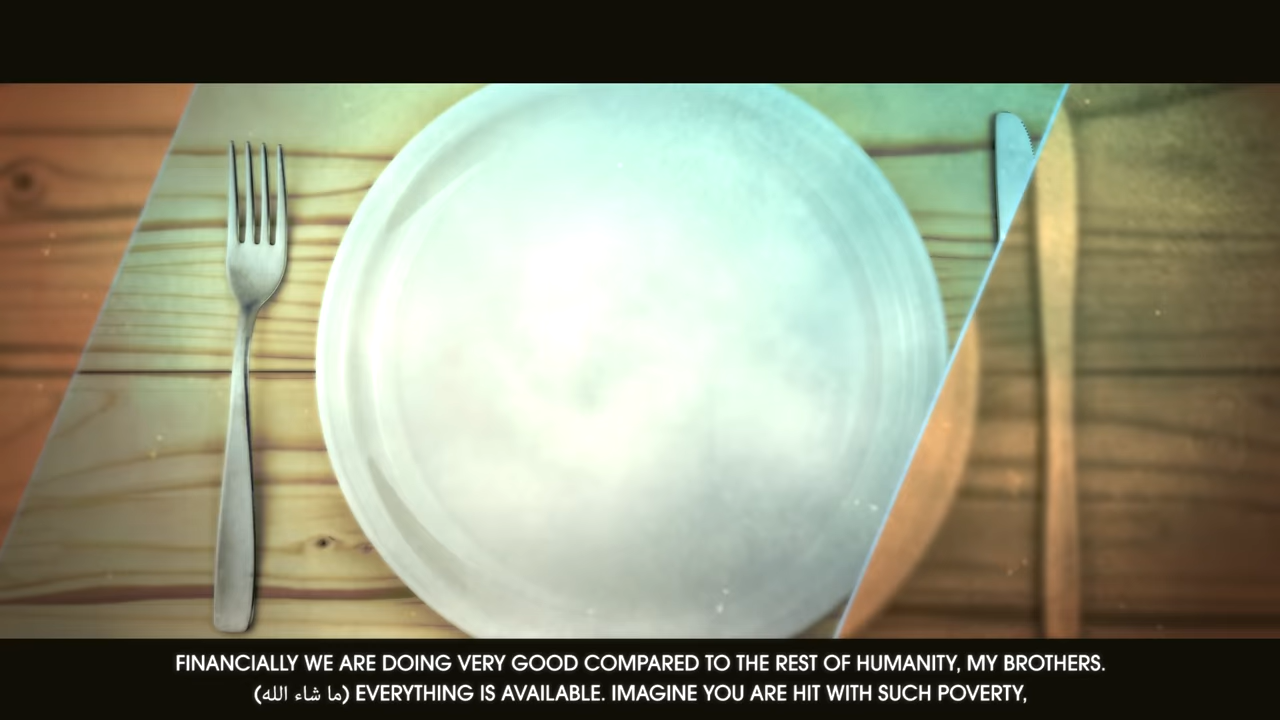 FINANCIALLY WE ARE DOING VERY GOOD COMPARED TO THE REST OF HUMANITY, MY BROTHERS.
(ما شاء الله) EVERYTHING IS AVAILABLE. IMAGINE YOU ARE HIT WITH SUCH POVERTY,